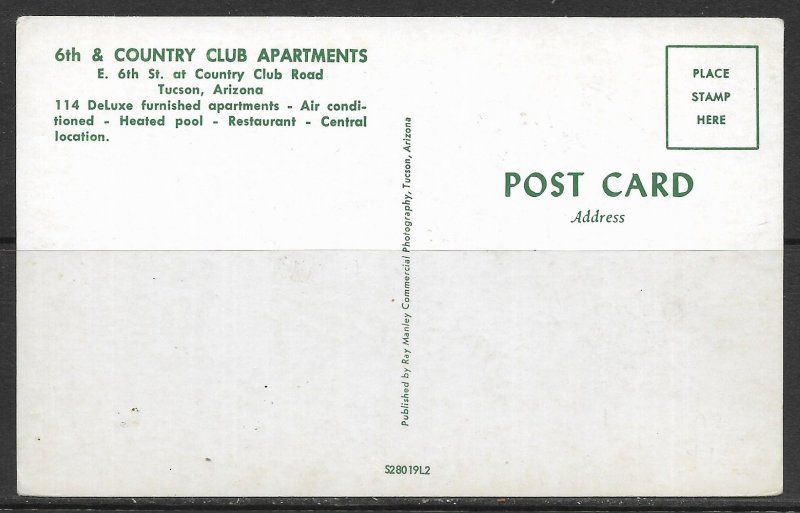 6th & COUNTRY CLUB APARTMENTS
E. 6th St. at Country Club Road
Tucson, Arizona
114 DeLuxe furnished apartments - Air condi-
tioned - Heated pool - Restaurant - Central
location.
Published by Ray Manley Commercial Photography, Tucson, Arizona
PLACE
STAMP
HERE
POST CARD
Address
S28019L2